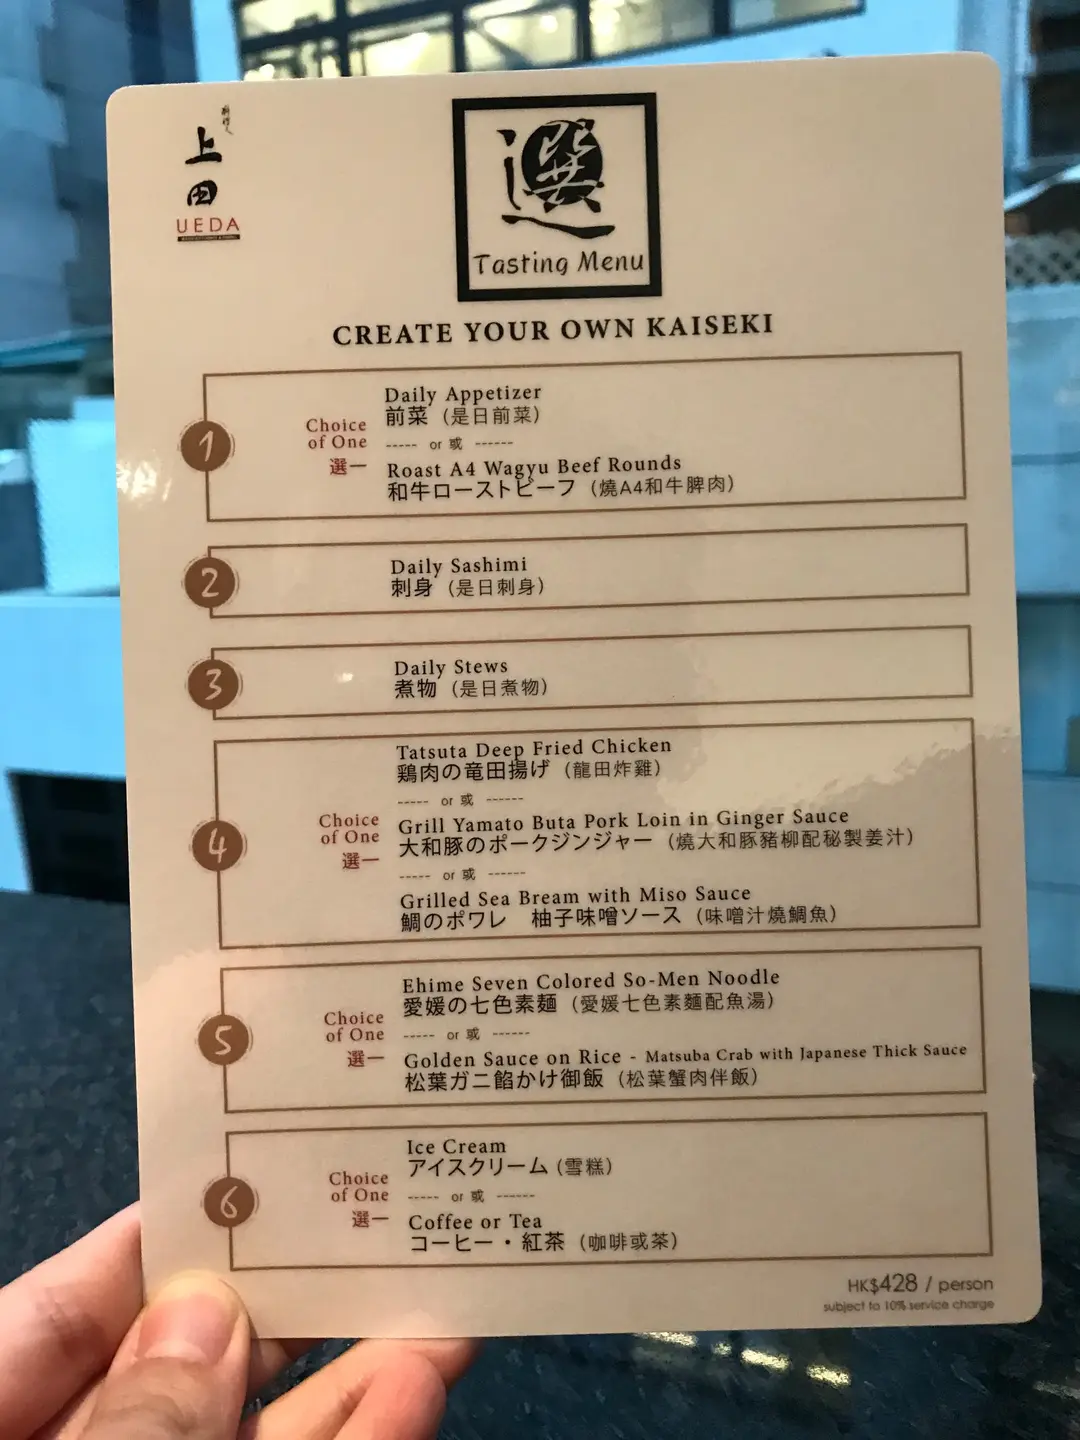 上
田
UEDA
選
Tasting Menu
CREATE YOUR OWN KAISEKI
1
Choice
of One
選一
Daily Appetizer
前菜（是日前菜）
----- or 或 ------
Roast A4 Wagyu Beef Rounds
和牛ローストビーフ（燒A4和牛脾肉）
2
Daily Sashimi
刺身（是日刺身）
3
Daily Stews
煮物（是日煮物）
4
Choice
of One
選一
Tatsuta Deep Fried Chicken
鶏肉の竜田揚げ（龍田炸雞）
----- or 或 ------
Grill Yamato Buta Pork Loin in Ginger Sauce
大和豚のポークジンジャー（燒大和豚豬柳配秘製姜汁）
----- or 或 ------
Grilled Sea Bream with Miso Sauce
鯛のポワレ　柚子味噌ソース（味噌汁燒鯛魚）
5
Choice
of One
選一
Ehime Seven Colored So-Men Noodle
愛媛の七色素麺（愛媛七色素麵配魚湯）
----- or 或 ------
Golden Sauce on Rice - Matsuba Crab with Japanese Thick Sauce
松葉ガニ餡かけ御飯（松葉蟹肉伴飯）
6
Choice
of One
選一
Ice Cream
アイスクリーム（雪糕）
----- or 或 ------
Coffee or Tea
コーヒー・紅茶（咖啡或茶）
HK$428 / person
subject to 10% service charge